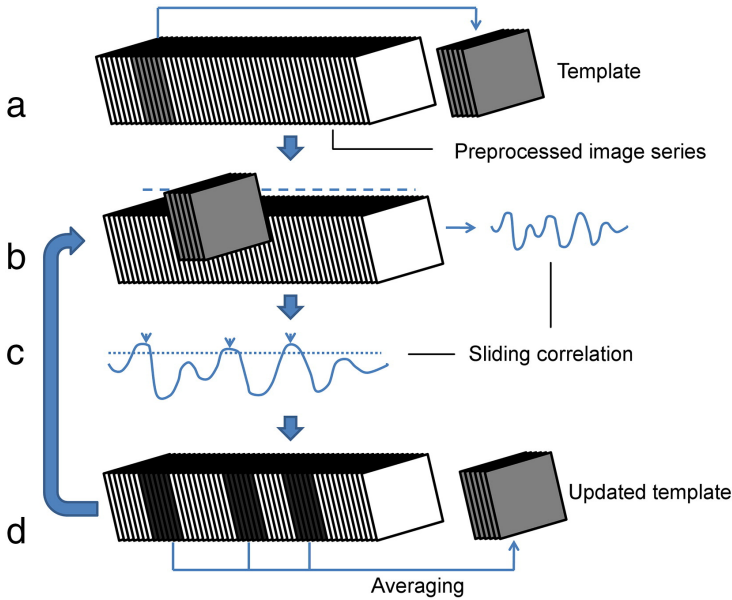 a
Template
Preprocessed image series
b
c
Sliding correlation
d
Updated template
Averaging